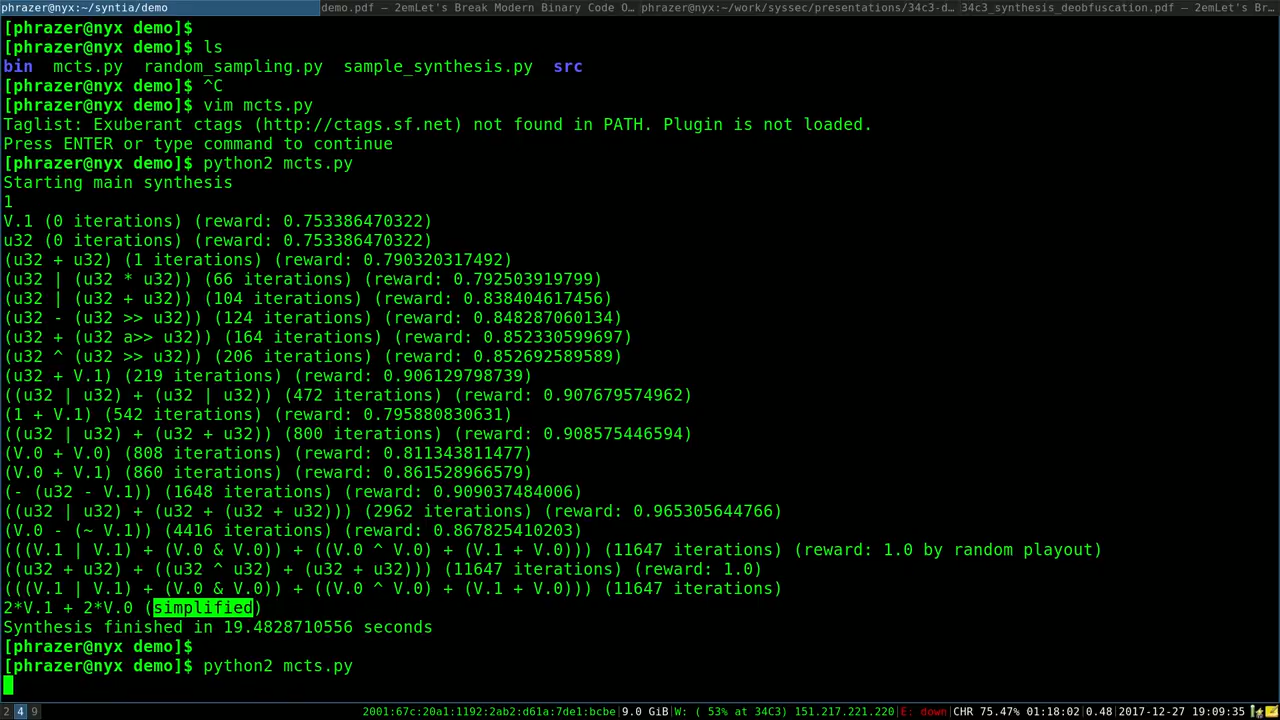 phrazer@nyx:~/syntia/demo
demo.pdf — 2emLet's Break Modern Binary Code O…
phrazer@nyx:~/work/syssec/presentations/34c3-d…
34c3_synthesis_deobfuscation.pdf — 2emLet's Br…
[phrazer@nyx demo]$
[phrazer@nyx demo]$ ls
bin  mcts.py  random_sampling.py  sample_synthesis.py  src
[phrazer@nyx demo]$ ^C
[phrazer@nyx demo]$ vim mcts.py
Taglist: Exuberant ctags (http://ctags.sf.net) not found in PATH. Plugin is not loaded.
Press ENTER or type command to continue
[phrazer@nyx demo]$ python2 mcts.py
Starting main synthesis
1
V.1 (0 iterations) (reward: 0.753386470322)
u32 (0 iterations) (reward: 0.753386470322)
(u32 + u32) (1 iterations) (reward: 0.790320317492)
(u32 | (u32 * u32)) (66 iterations) (reward: 0.792503919799)
(u32 | (u32 + u32)) (104 iterations) (reward: 0.838404617456)
(u32 - (u32 >> u32)) (124 iterations) (reward: 0.848287060134)
(u32 + (u32 a>> u32)) (164 iterations) (reward: 0.852330599697)
(u32 ^ (u32 >> u32)) (206 iterations) (reward: 0.852692589589)
(u32 + V.1) (219 iterations) (reward: 0.906129798739)
((u32 | u32) + (u32 | u32)) (472 iterations) (reward: 0.907679574962)
(1 + V.1) (542 iterations) (reward: 0.795880830631)
((u32 | u32) + (u32 + u32)) (800 iterations) (reward: 0.908575446594)
(V.0 + V.0) (808 iterations) (reward: 0.811343811477)
(V.0 + V.1) (860 iterations) (reward: 0.861528966579)
(- (u32 - V.1)) (1648 iterations) (reward: 0.909037484006)
((u32 | u32) + (u32 + (u32 + u32))) (2962 iterations) (reward: 0.965305644766)
(V.0 - (~ V.1)) (4416 iterations) (reward: 0.867825410203)
(((V.1 | V.1) + (V.0 & V.0)) + ((V.0 ^ V.0) + (V.1 + V.0))) (11647 iterations) (reward: 1.0 by random playout)
((u32 + u32) + ((u32 ^ u32) + (u32 + u32))) (11647 iterations) (reward: 1.0)
(((V.1 | V.1) + (V.0 & V.0)) + ((V.0 ^ V.0) + (V.1 + V.0))) (11647 iterations)
2*V.1 + 2*V.0 (simplified)
Synthesis finished in 19.4828710556 seconds
[phrazer@nyx demo]$
[phrazer@nyx demo]$ python2 mcts.py
2 4 9
2001:67c:20a1:1192:2ab2:d61a:7de1:bcbe|9.0 GiB|W: ( 53% at 34C3) 151.217.221.220|E: down|CHR 75.47% 01:18:02|0.48|2017-12-27 19:09:35